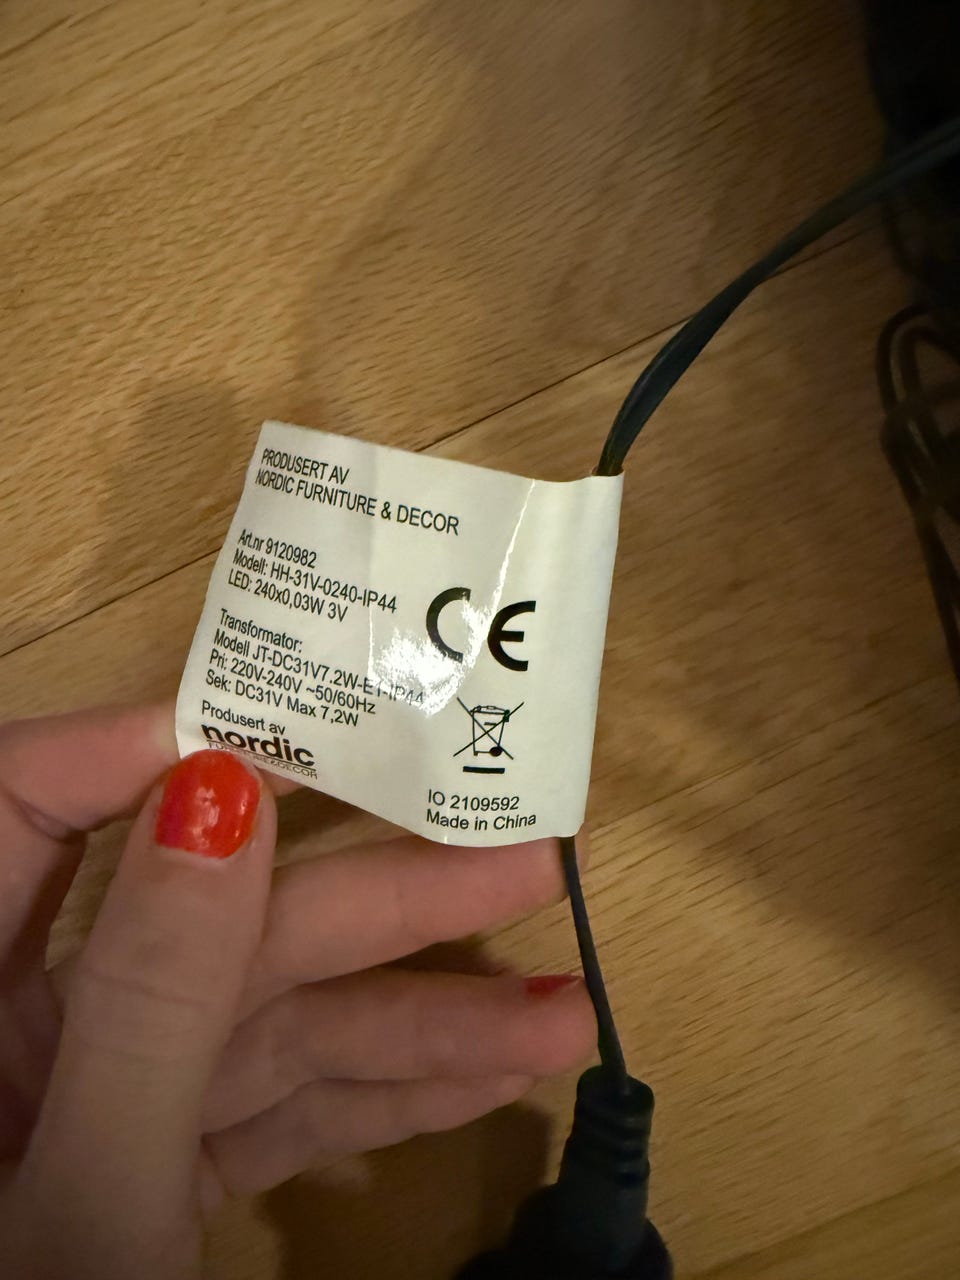 PRODUSERT AV
NORDIC FURNITURE & DECOR
Art.nr 9120982
Modell: HH-31V-0240-IP44
LED: 240x0,03W 3V
Transformator:
Modell JT-DC31V7.2W-E1-IP44
Pri: 220V-240V ~50/60Hz
Sek: DC31V Max 7,2W
Produsert av
nordic
FURNITURE&DECOR
CE
IO 2109592
Made in China